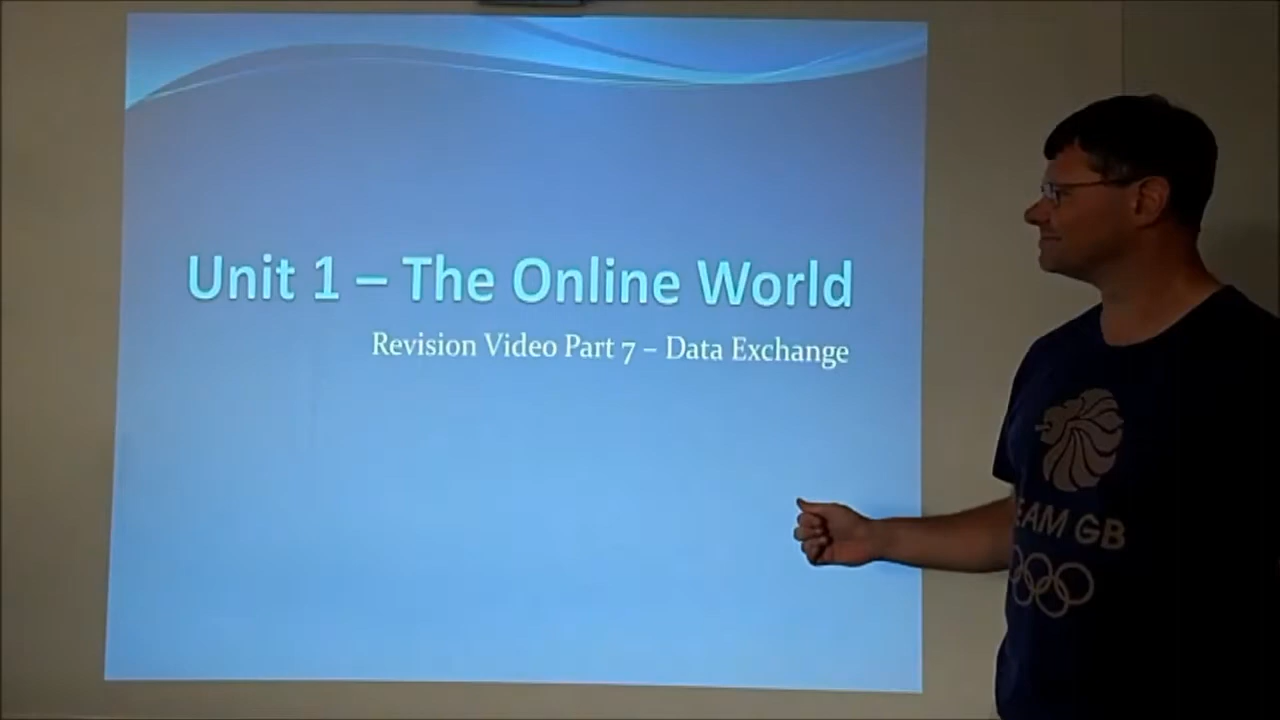 Unit 1 – The Online World
Revision Video Part 7 – Data Exchange
EAM GB